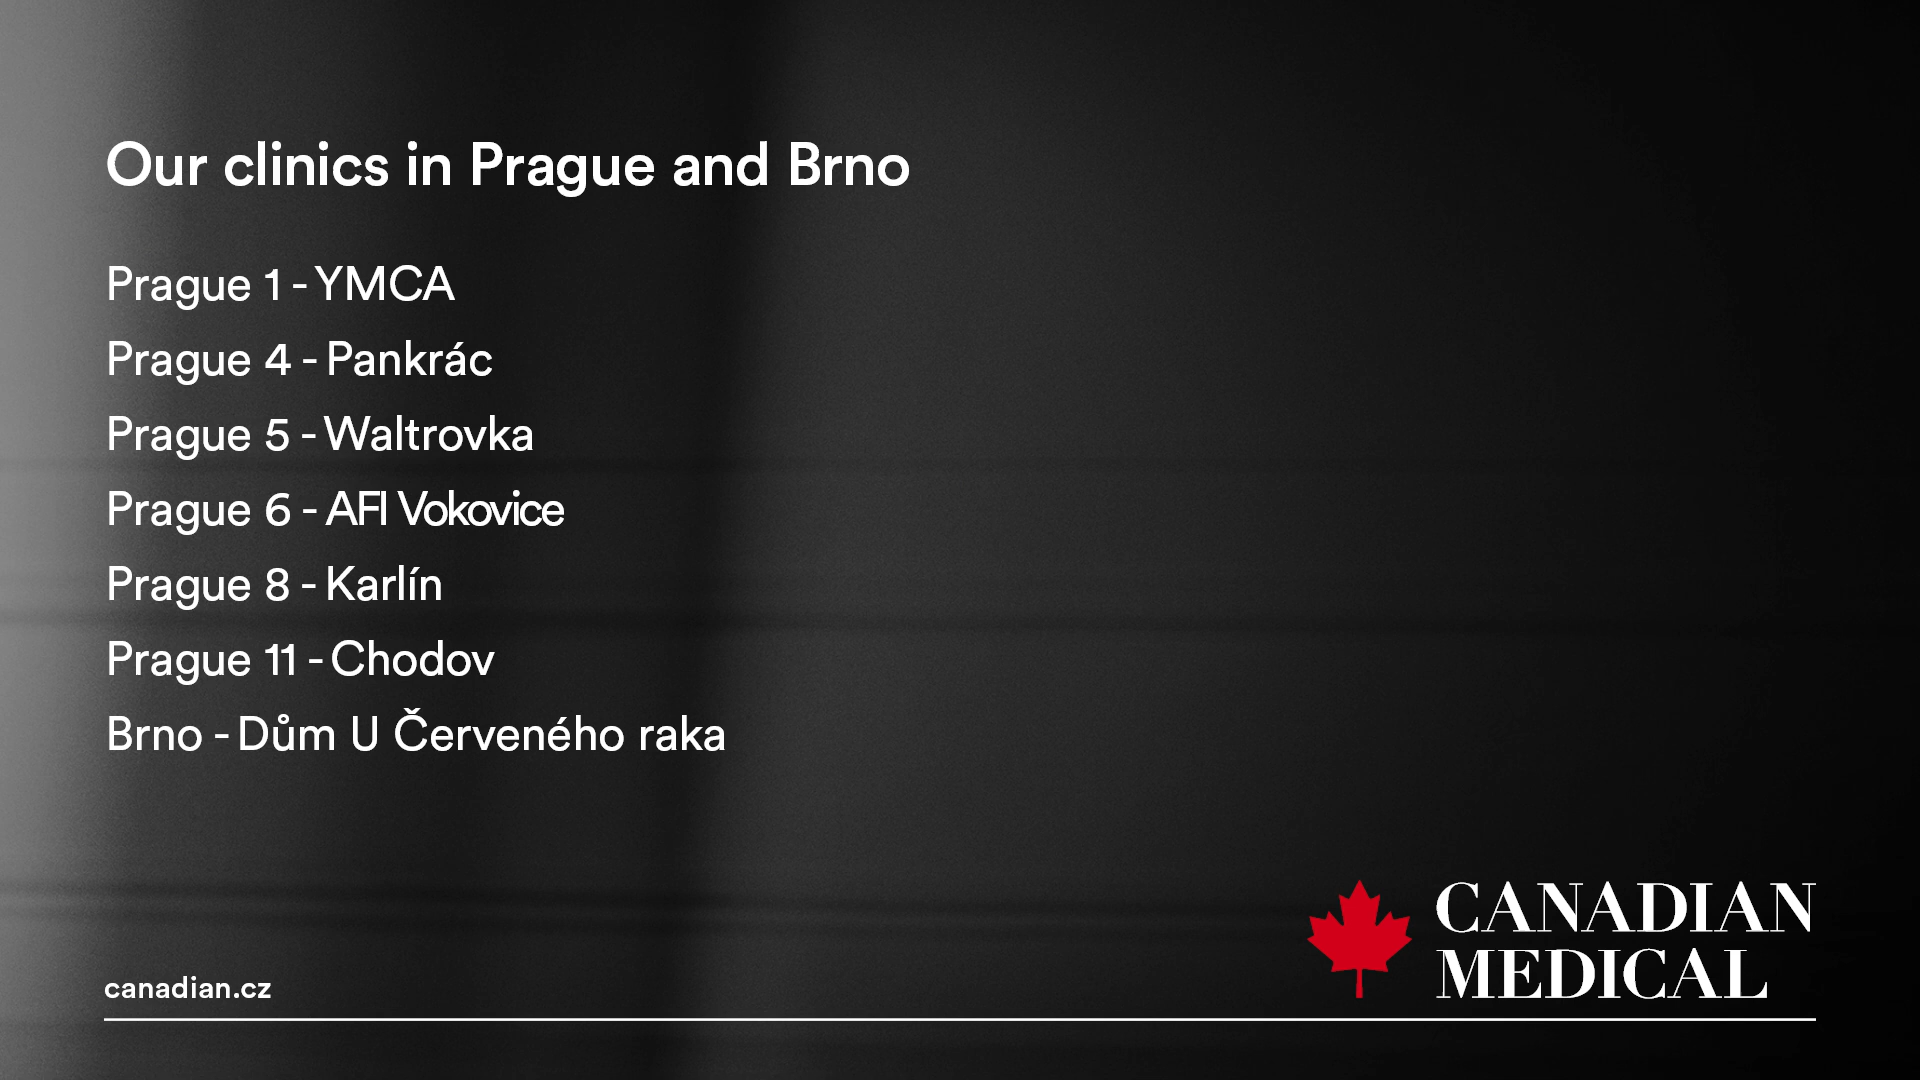 Our clinics in Prague and Brno
Prague 1 - YMCA
Prague 4 - Pankrác
Prague 5 - Waltrovka
Prague 6 - AFI Vokovice
Prague 8 - Karlín
Prague 11 - Chodov
Brno - Dům U Červeného raka
CANADIAN
MEDICAL
canadian.cz